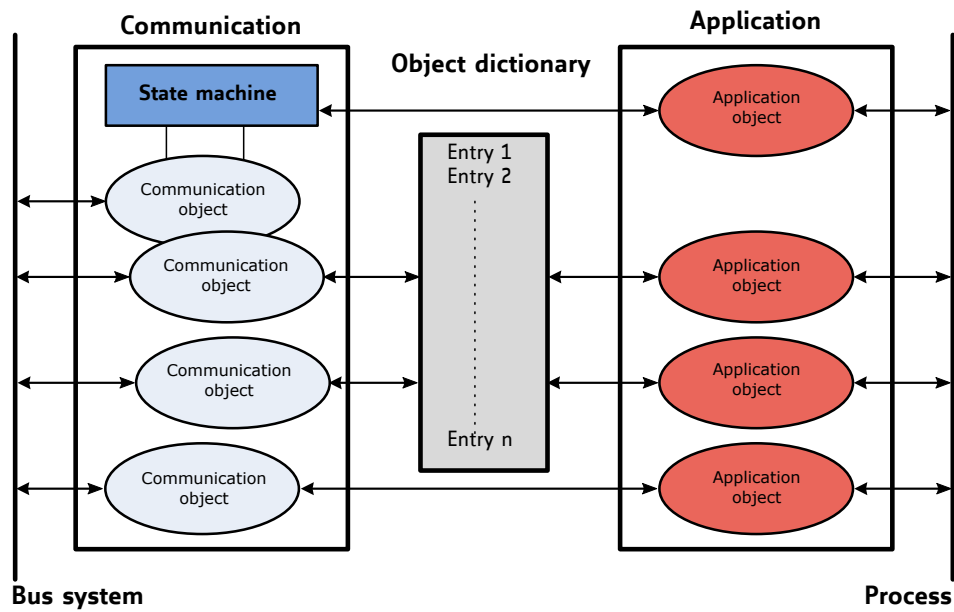 Communication
Application
Object dictionary
State machine
Application
object
Entry 1
Entry 2
Communication
object
Communication
object
Application
object
Communication
object
Application
object
Entry n
Communication
object
Application
object
Bus system
Process